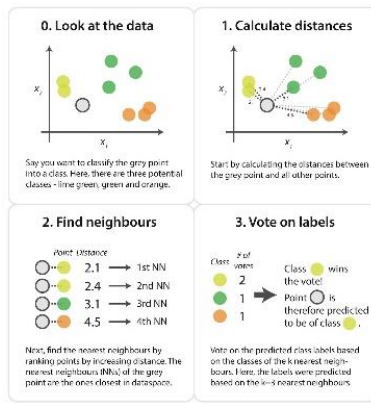 0. Look at the data
X₂
X₁
Say you want to classify the grey point
into a class. Here, there are three potential
classes - lime green, green and orange.
1. Calculate distances
X₂
4.5
X₁
Start by calculating the distances between
the grey point and all other points.
2. Find neighbours
Point Distance
2.1 1st NN
2.4 2nd NN
3.1 3rd NN
4.5 4th NN
Next, find the nearest neighbours by
ranking points by increasing distance. The
nearest neighbours (NNs) of the grey
point are the ones closest in dataspace.
3. Vote on labels
Class # of
votes
2
1
1
Class wins
the vote!
Point is
therefore predicted
to be of class .
Vote on the predicted class labels based
on the classes of the k nearest neigh-
bours. Here, the labels were predicted
based on the k=3 nearest neighbours.